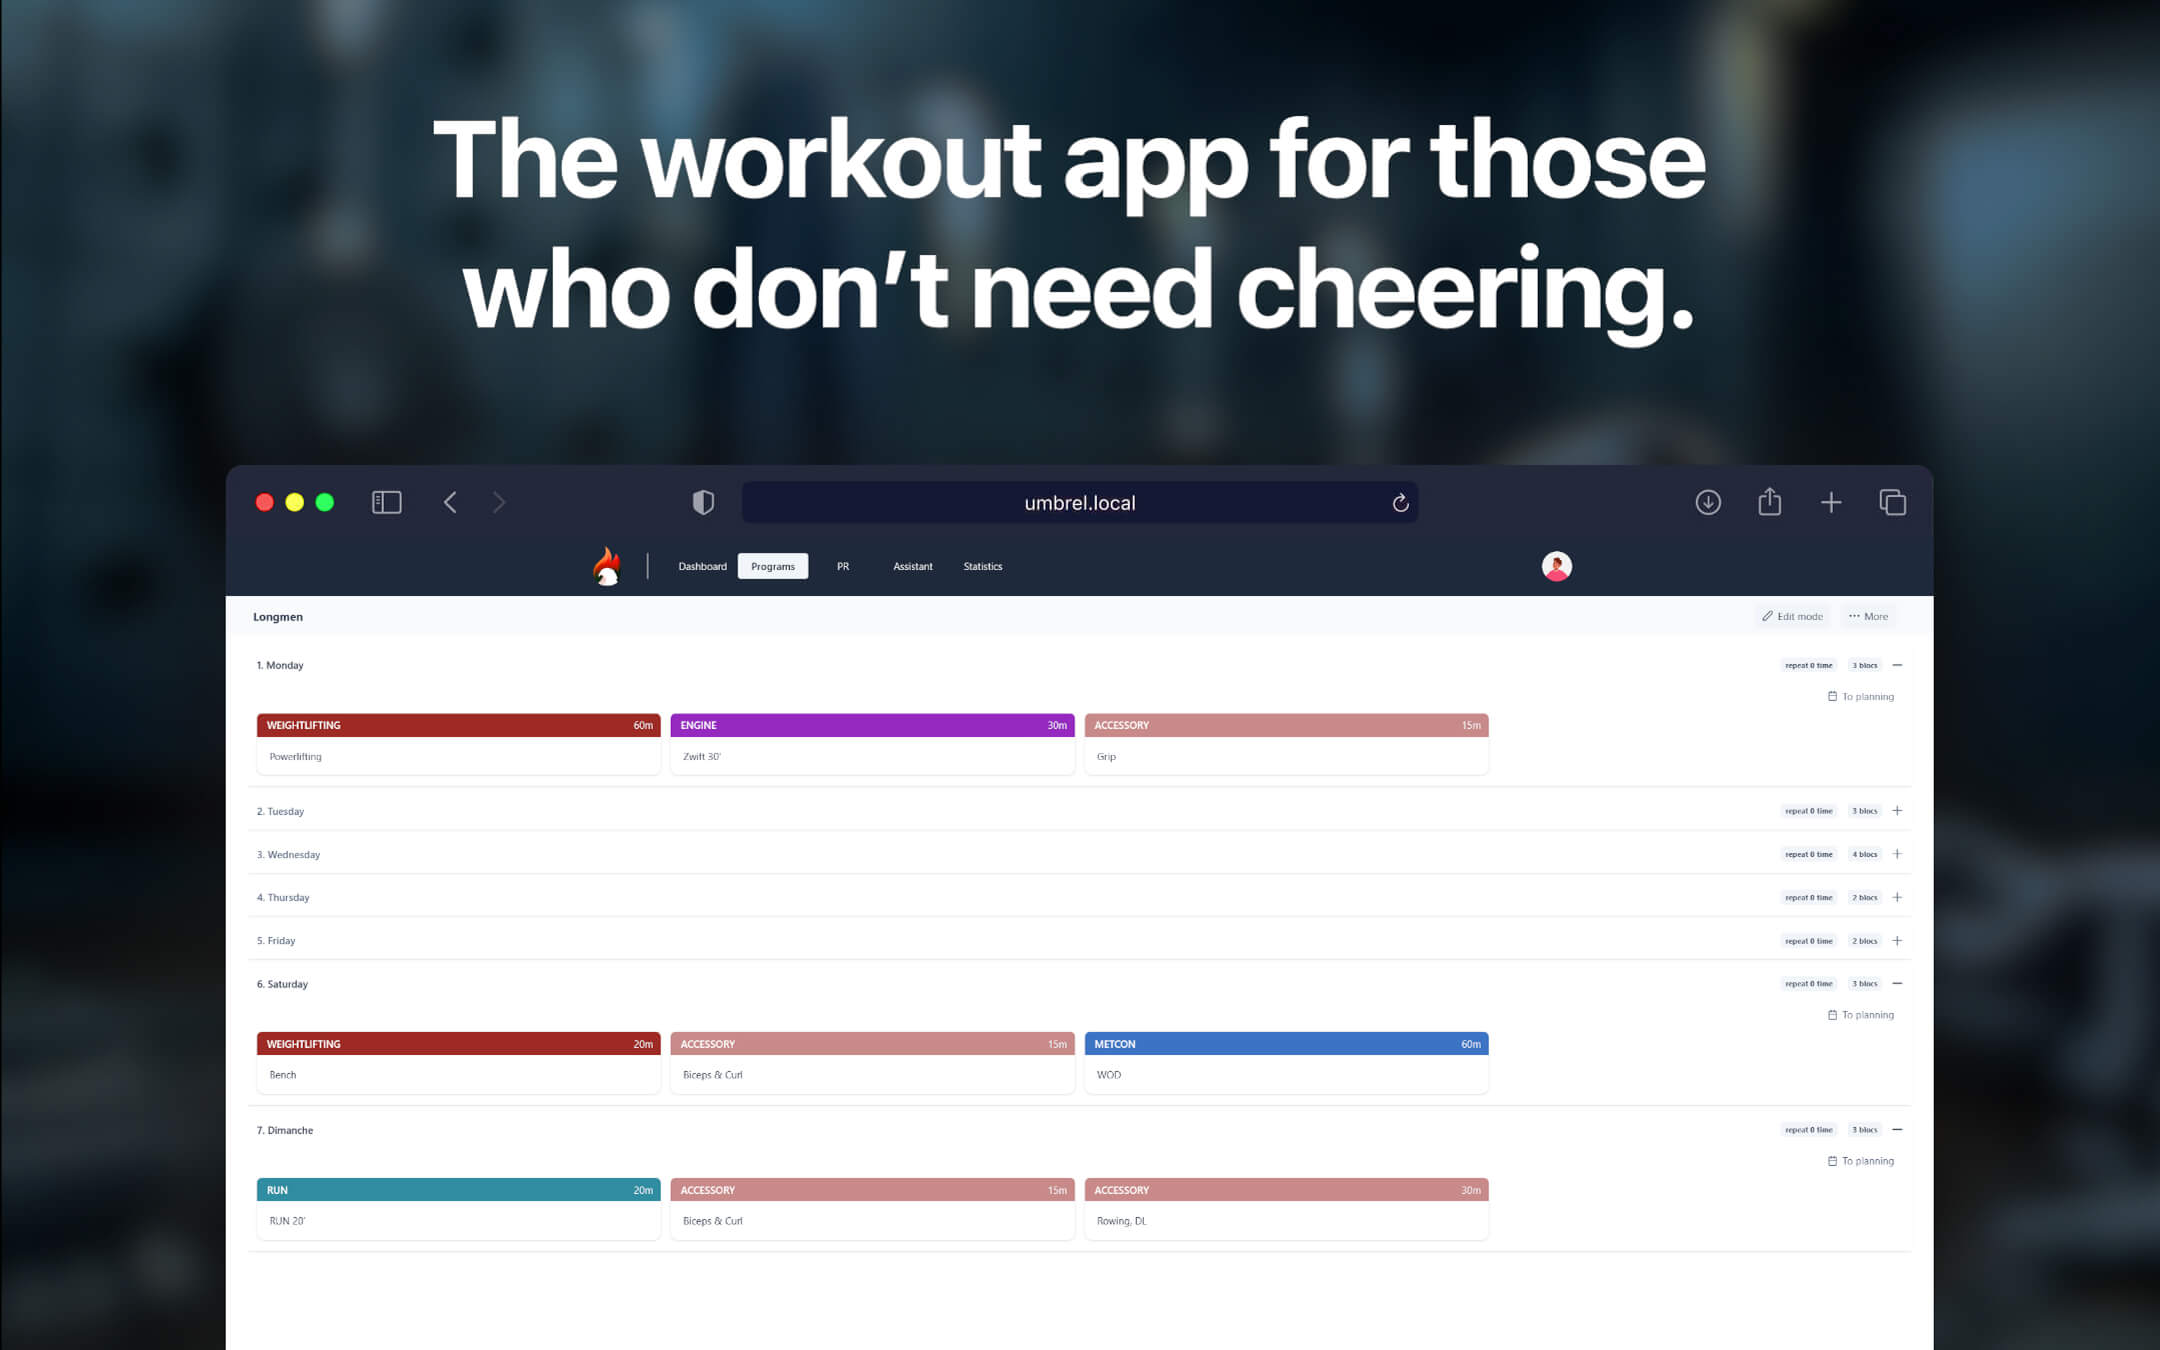 The workout app for those
who don't need cheering.
umbrel.local
Dashboard Programs PR Assistant Statistics
Longmen Edit mode ··· More
1. Monday repeat 0 time 3 blocs
To planning
WEIGHTLIFTING 60m ENGINE 30m ACCESSORY 15m
Powerlifting Zwift 30' Grip
2. Tuesday repeat 0 time 3 blocs
3. Wednesday repeat 0 time 4 blocs
4. Thursday repeat 0 time 2 blocs
5. Friday repeat 0 time 2 blocs
6. Saturday repeat 0 time 3 blocs
To planning
WEIGHTLIFTING 20m ACCESSORY 15m METCON 60m
Bench Biceps & Curl WOD
7. Dimanche repeat 0 time 3 blocs
To planning
RUN 20m ACCESSORY 15m ACCESSORY 30m
RUN 20' Biceps & Curl Rowing, DL